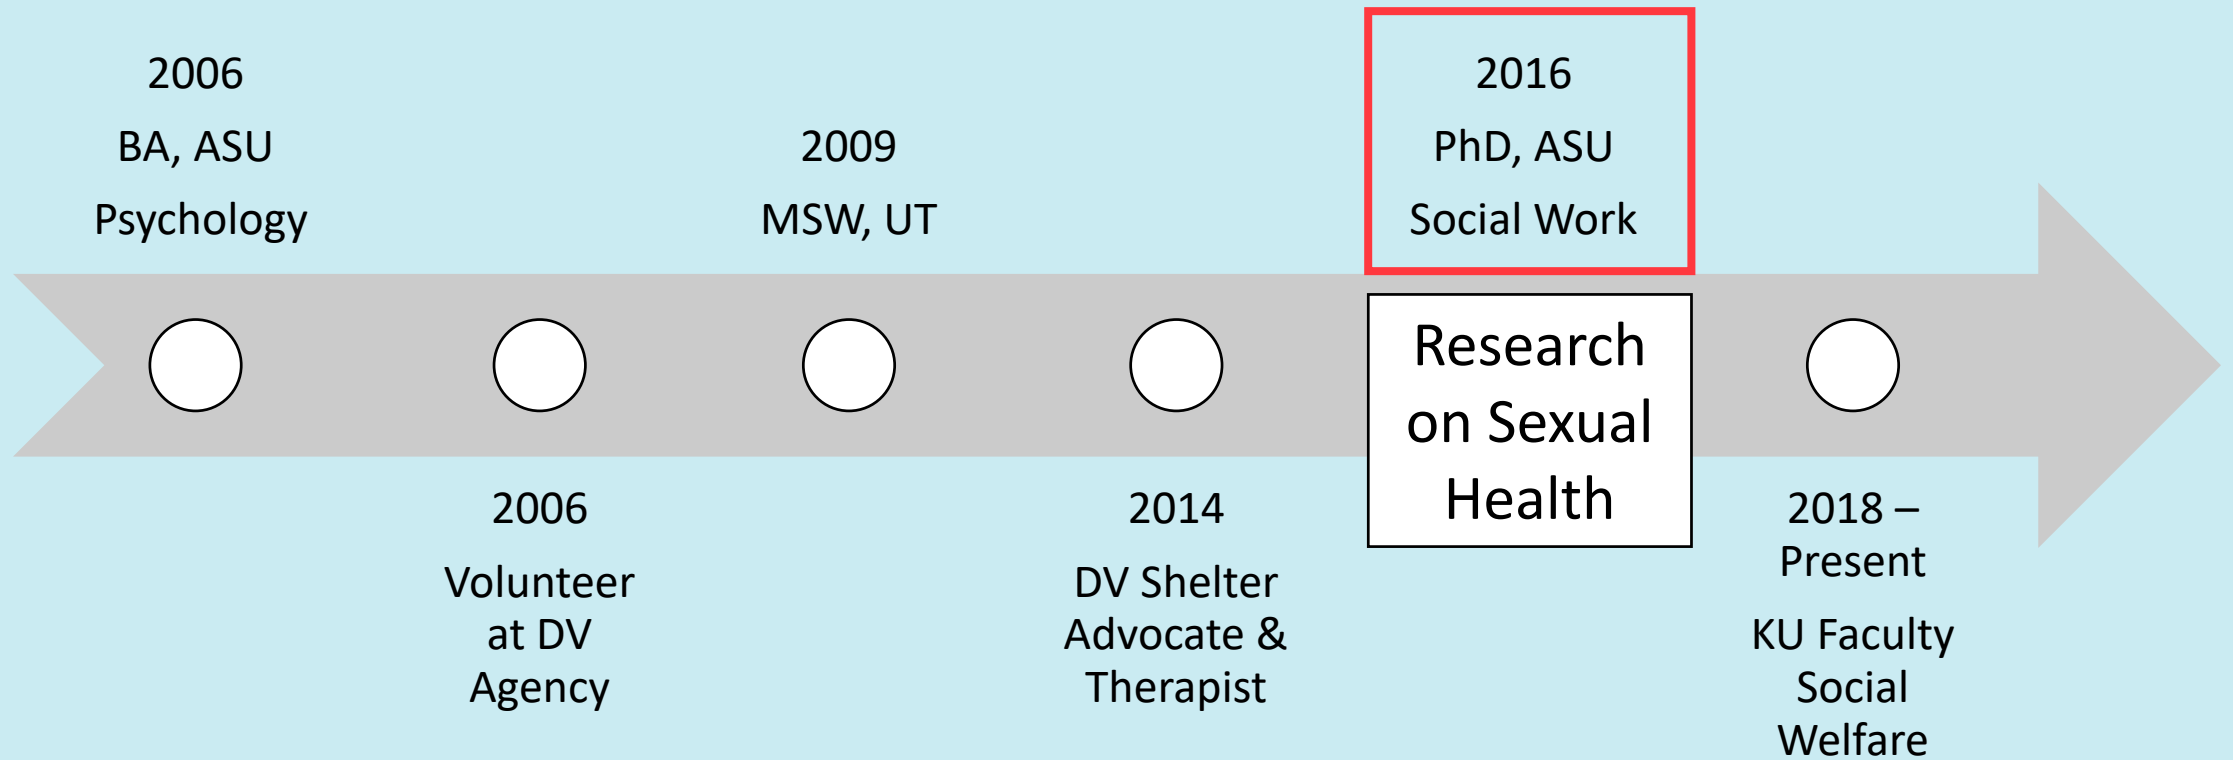 2006
BA, ASU
Psychology
2006
Volunteer
at DV
Agency
2009
MSW, UT
2014
DV Shelter
Advocate &
Therapist
2016
PhD, ASU
Social Work
Research
on Sexual
Health
2018 –
Present
KU Faculty
Social
Welfare